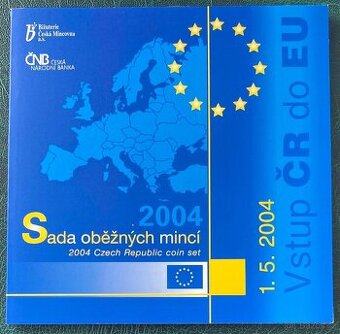 Bižuterie
Česká Mincovna
a.s.
ČNB ČESKÁ
NÁRODNÍ BANKA
2004
Sada oběžných mincí
2004 Czech Republic coin set
1. 5. 2004
Vstup ČR do EU